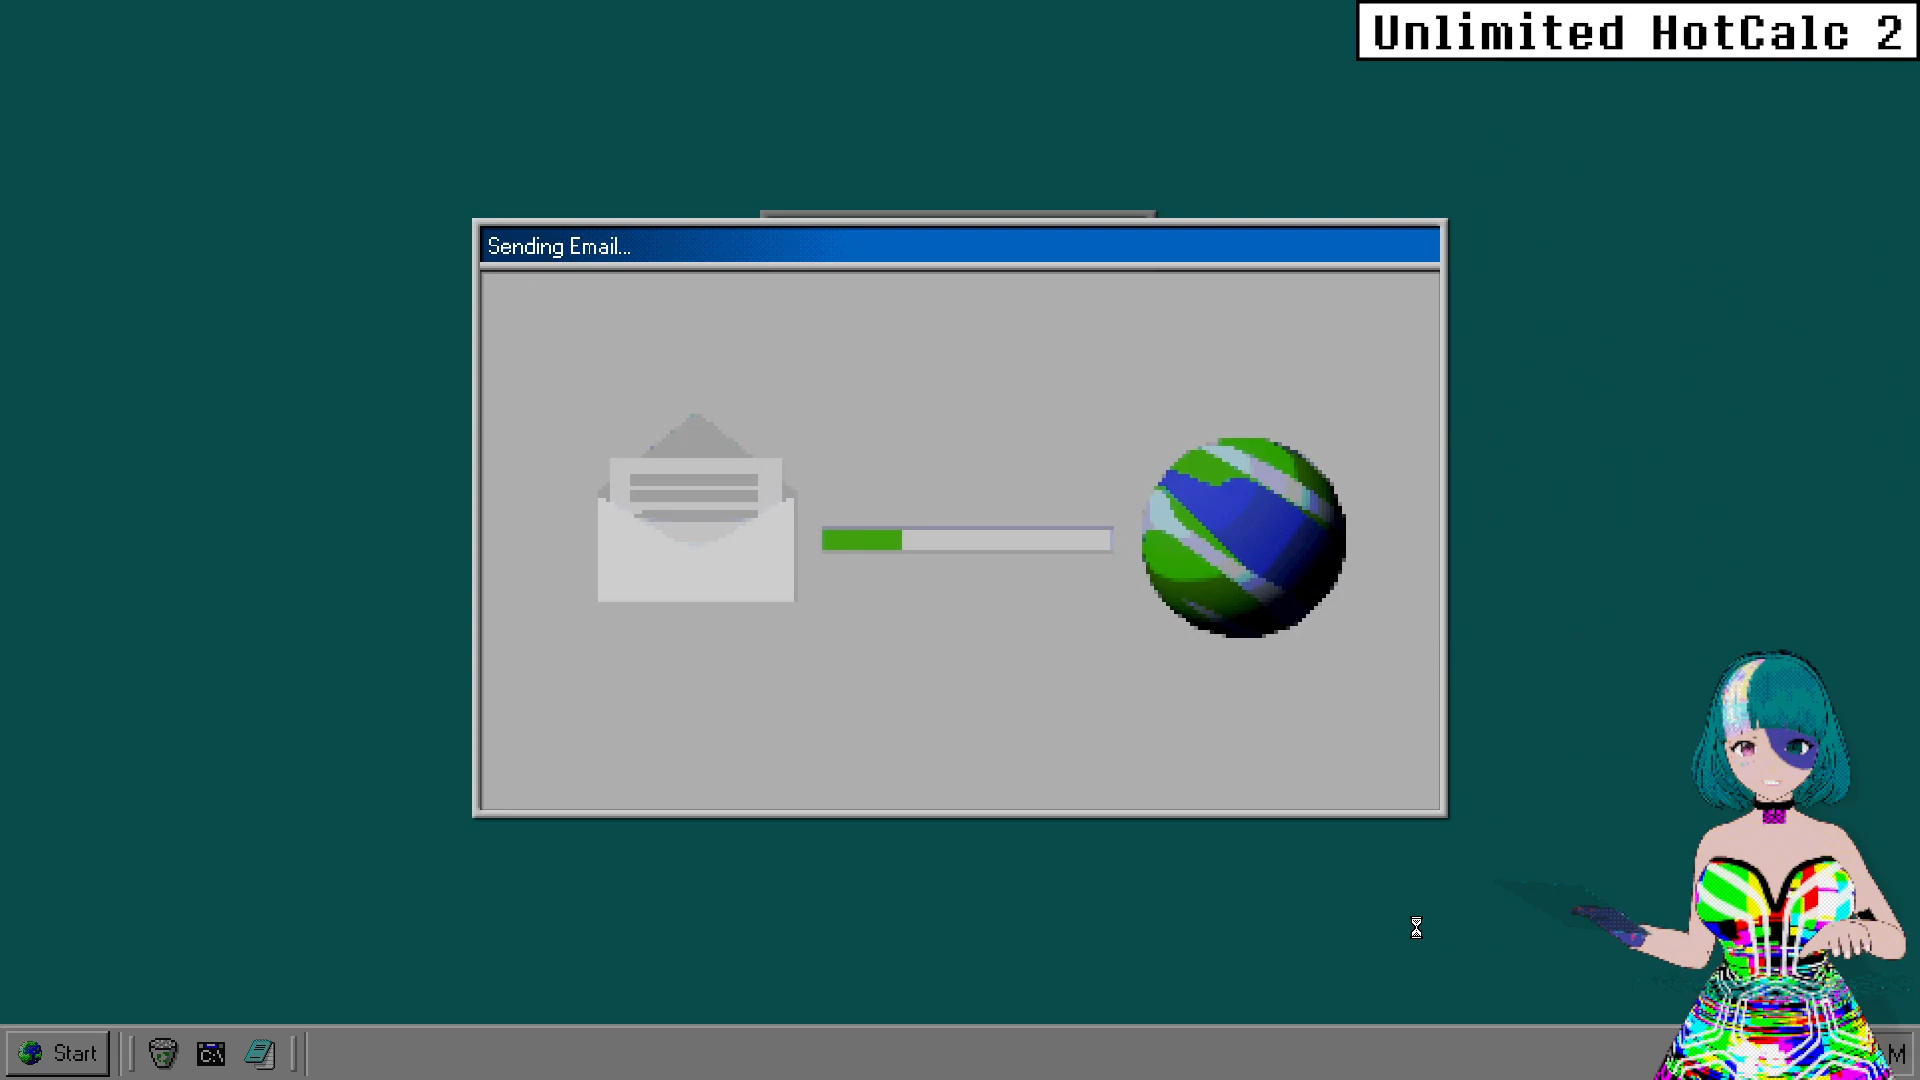 Unlimited HotCalc 2
Sending Email...
C:\
Start
M